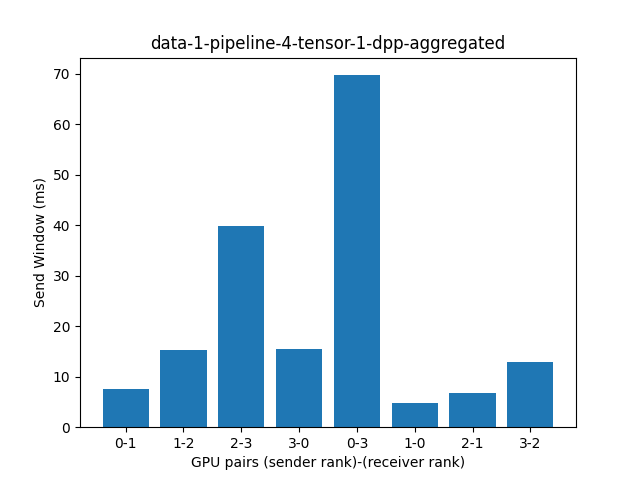 data-1-pipeline-4-tensor-1-dpp-aggregated
Send Window (ms)
70
60
50
40
30
20
10
0
0-1 1-2 2-3 3-0 0-3 1-0 2-1 3-2
GPU pairs (sender rank)-(receiver rank)